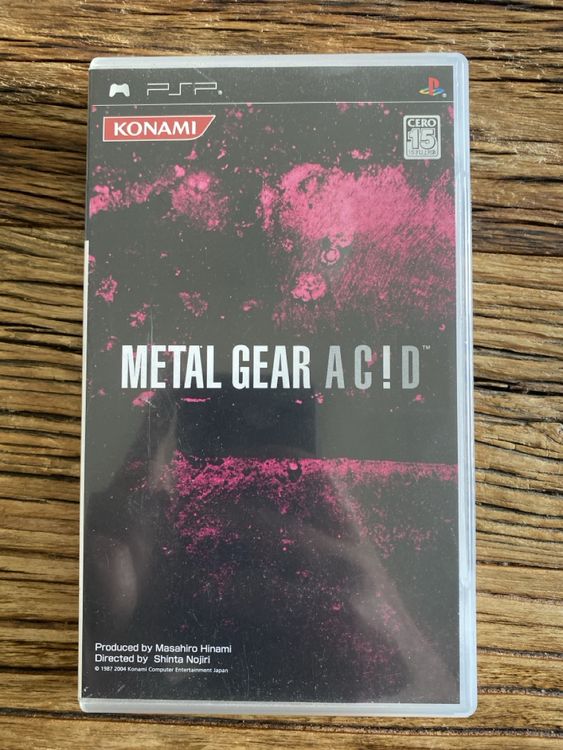 PSP
KONAMI
CERO
15
METAL GEAR AC!D™
Produced by Masahiro Hinami
Directed by Shinta Nojiri
© 1987 2004 Konami Computer Entertainment Japan